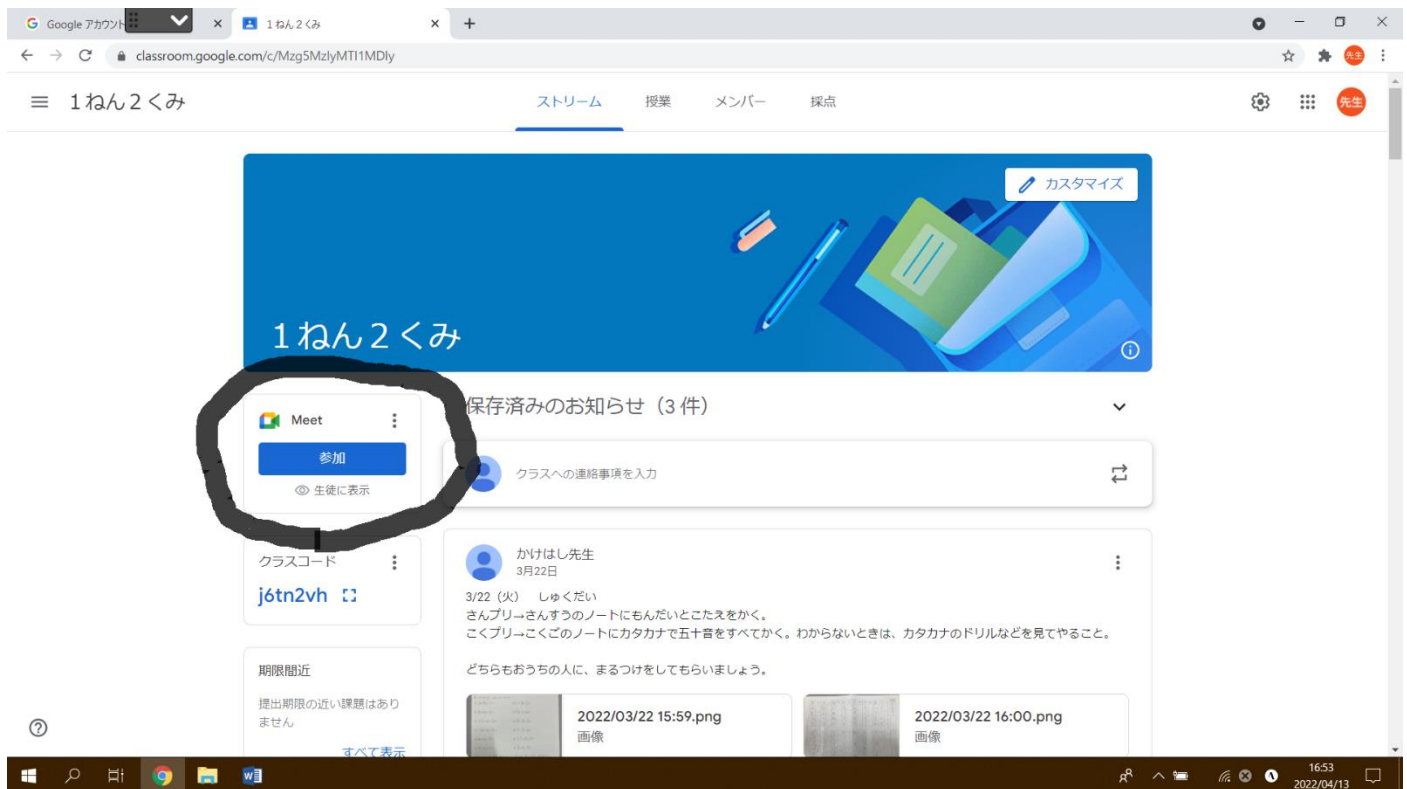 Google アカウント
１ねん２くみ
classroom.google.com/c/Mzg5MzIyMTI1MDIy
先生
１ねん２くみ
ストリーム
授業
メンバー
採点
先生
カスタマイズ
１ねん２くみ
Meet
参加
生徒に表示
保存済みのお知らせ（3 件）
クラスへの連絡事項を入力
クラスコード
j6tn2vh
かけはし先生
3月22日
3/22（火）　しゅくだい
さんプリ→さんすうのノートにもんだいとこたえをかく。
こくプリ→こくごのノートにカタカナで五十音をすべてかく。わからないときは、カタカナのドリルなどを見てやること。
どちらもおうちの人に、まるつけをしてもらいましょう。
期限間近
提出期限の近い課題はあり
ません
すべて表示
2022/03/22 15:59.png
画像
2022/03/22 16:00.png
画像
16:53
2022/04/13